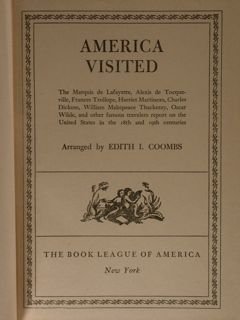 AMERICA
VISITED
The Marquis de Lafayette, Alexis de Tocque-
ville, Frances Trollope, Harriet Martineau, Charles
Dickens, William Makepeace Thackeray, Oscar
Wilde, and other famous travelers report on the
United States in the 18th and 19th centuries
Arranged by EDITH I. COOMBS
THE BOOK LEAGUE OF AMERICA
New York